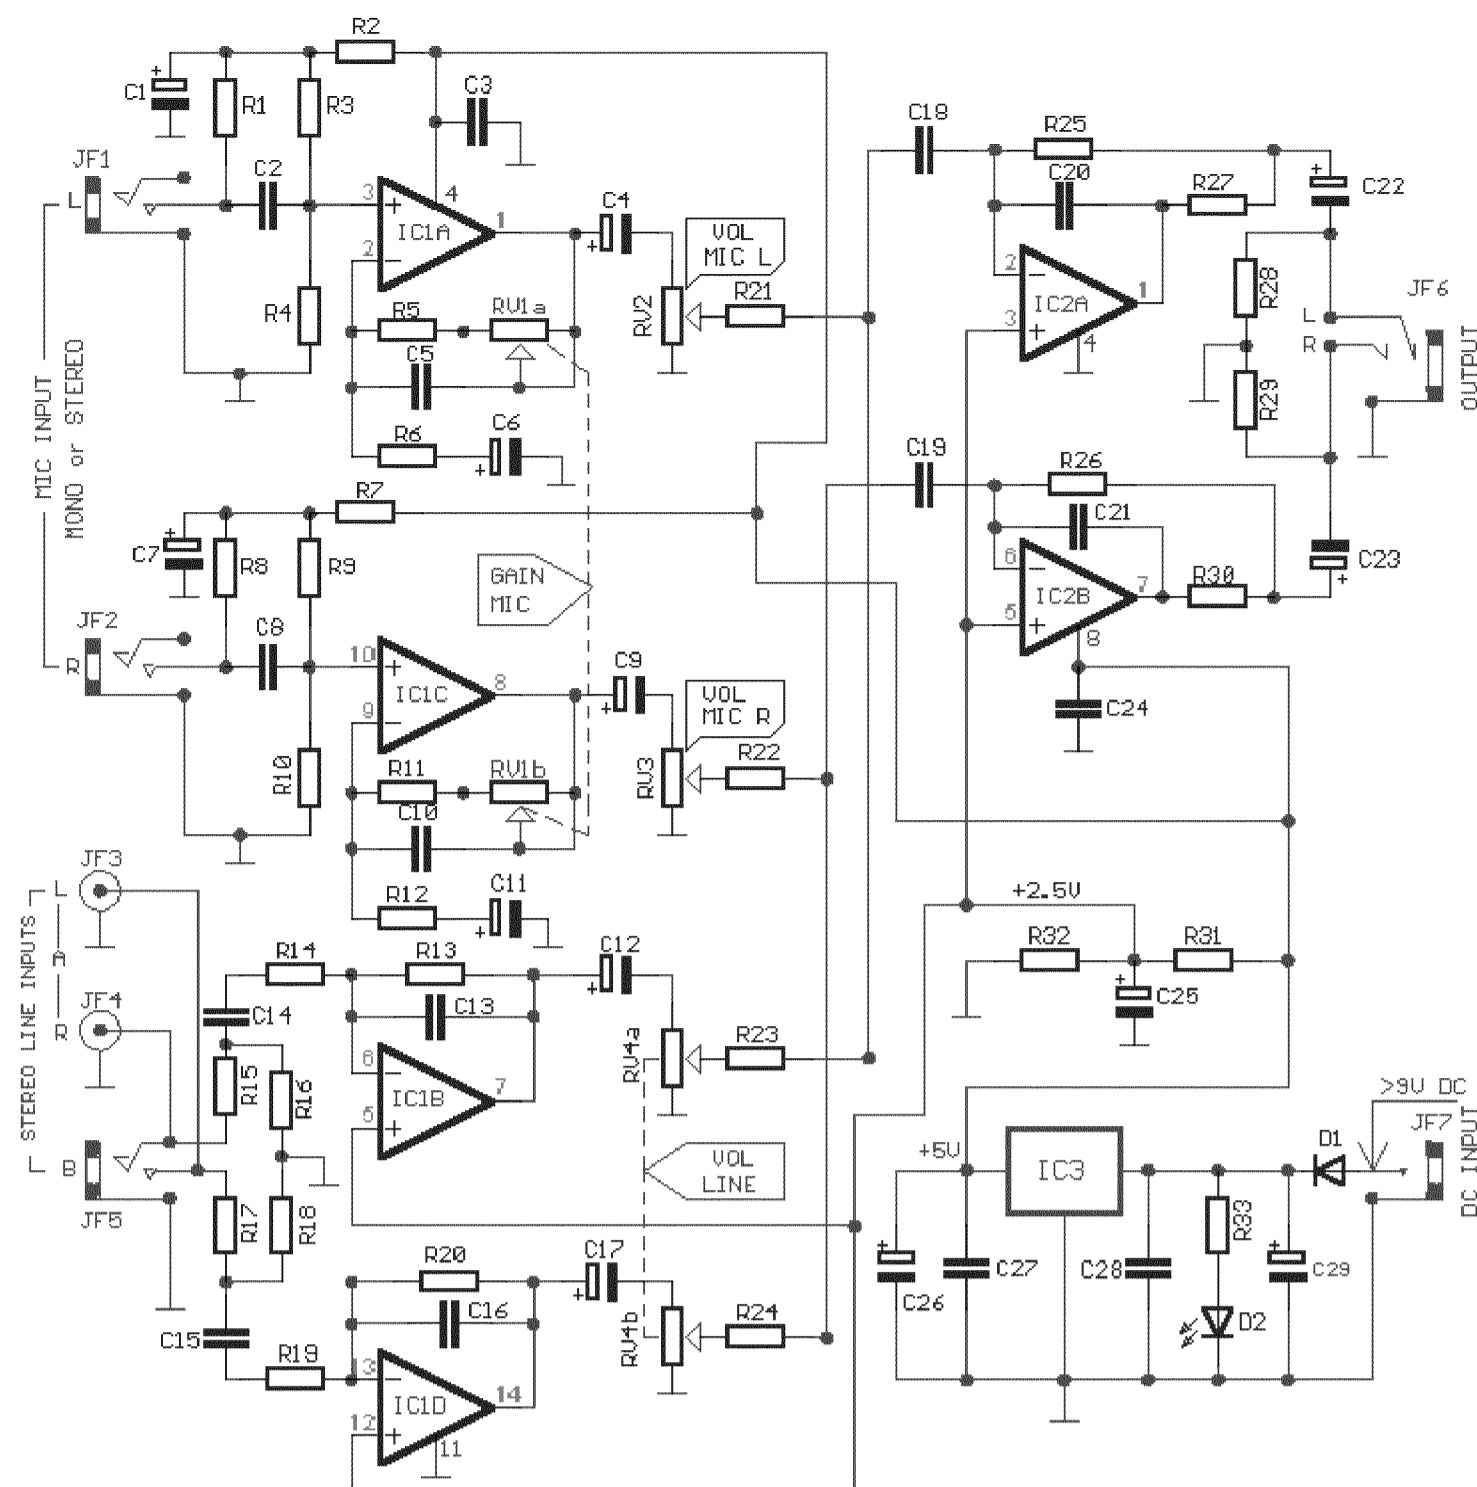 R2
C1
R1
R3
C3
C18
R25
JF1
C2
3
4
1
C4
VOL
MIC L
C20
R27
C22
L
IC1A
2
2
IC2A
1
R4
R5
RV1a
RV2
R21
3
4
R28
JF6
L
R
C5
R29
OUTPUT
MIC INPUT
MONO or STEREO
R6
C6
C19
R26
R7
C7
R8
R9
GAIN
MIC
C21
6
IC2B
7
R30
C23
5
8
JF2
C8
R
10
IC1C
8
9
C9
VOL
MIC R
C24
R10
R11
RV1b
RV3
R22
C10
JF3
L
R12
C11
+2.5V
STEREO LINE INPUTS
A
R14
R13
C12
R32
R31
JF4
R
C14
C13
C25
R15
R16
6
IC1B
7
5
RV4a
R23
>9V DC
JF7
B
JF5
R17
R18
VOL
LINE
+5V
IC3
D1
DC INPUT
R20
C17
R33
C26
C27
C28
C29
C15
C16
D2
R19
13
IC1D
14
12
11
RV4b
R24